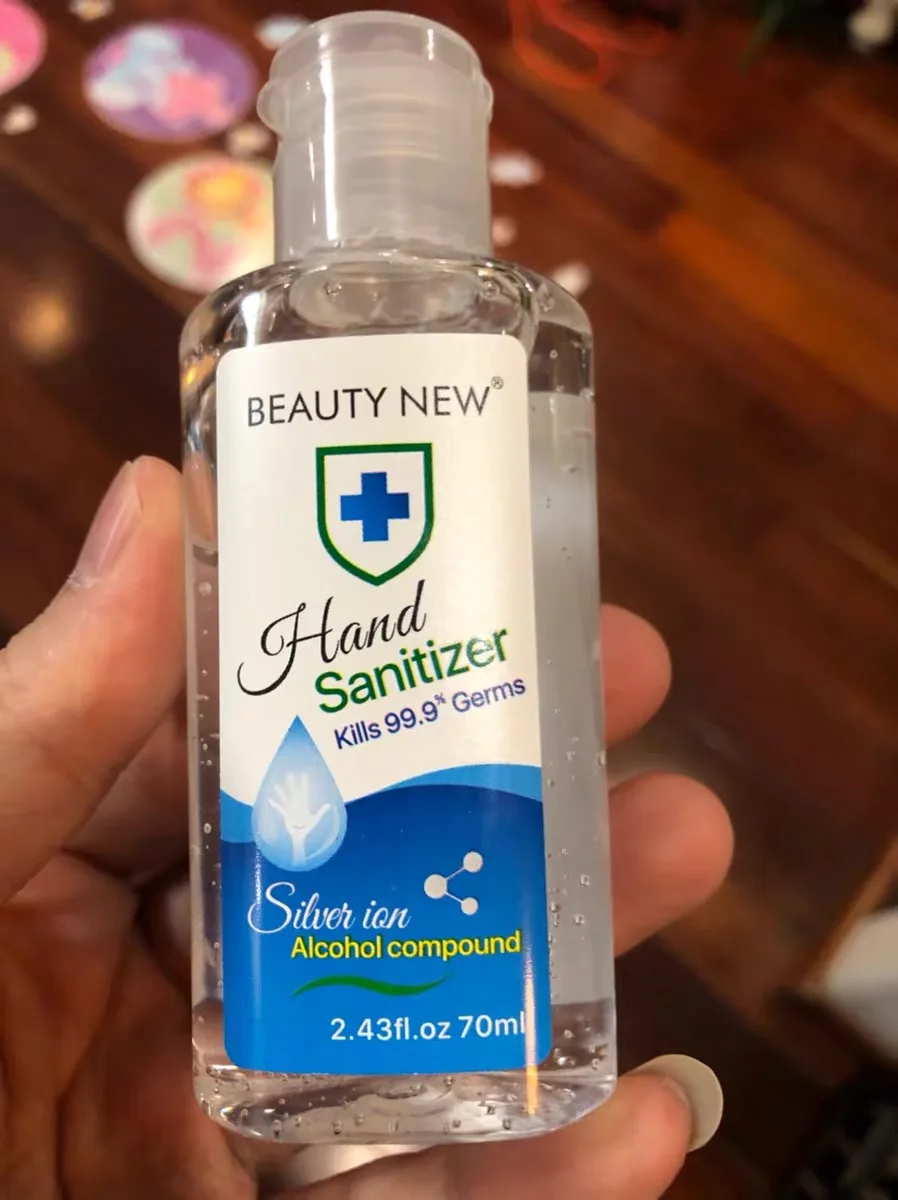 BEAUTY NEW®
Hand
Sanitizer
Kills 99.9% Germs
Silver ion
Alcohol compound
2.43fl.oz 70ml